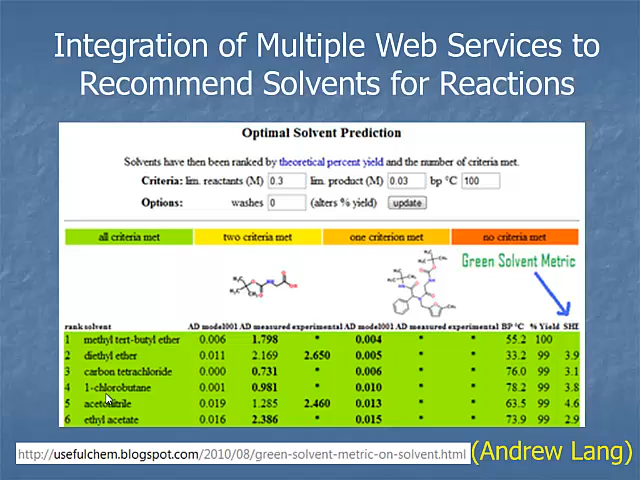 Integration of Multiple Web Services to
Recommend Solvents for Reactions
Optimal Solvent Prediction
Solvents have then been ranked by theoretical percent yield and the number of criteria met.
Criteria: lim. reactants (M) 0.3 lim. product (M) 0.03 bp °C 100
Options: washes 0 (alters % yield) update
all criteria met two criteria met one criterion met no criteria met
Green Solvent Metric
rank solvent AD model001 AD measured experimental AD model001 AD measured experimental BP °C % Yield SHE
1 methyl tert-butyl ether 0.006 1.798 * 0.004 * * 55.2 100
2 diethyl ether 0.011 2.169 2.650 0.005 * * 33.2 99 3.9
3 carbon tetrachloride 0.000 0.731 * 0.006 * * 76.0 99 3.1
4 1-chlorobutane 0.001 0.981 * 0.010 * * 78.2 99 3.8
5 acetonitrile 0.019 1.285 2.460 0.013 * * 63.5 99 4.6
6 ethyl acetate 0.016 2.386 * 0.015 * * 73.9 99 2.9
http://usefulchem.blogspot.com/2010/08/green-solvent-metric-on-solvent.html (Andrew Lang)